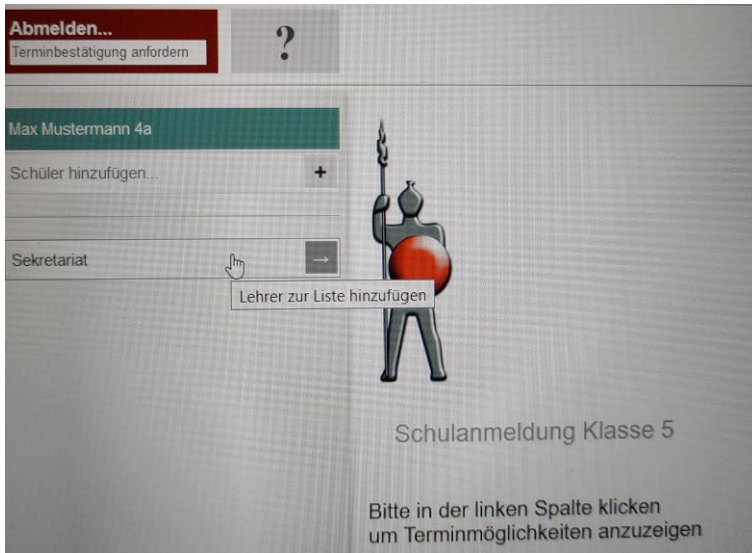 Abmelden...
Terminbestätigung anfordern
?
Max Mustermann 4a
Schüler hinzufügen...
+
Sekretariat
→
Lehrer zur Liste hinzufügen
Schulanmeldung Klasse 5
Bitte in der linken Spalte klicken
um Terminmöglichkeiten anzuzeigen